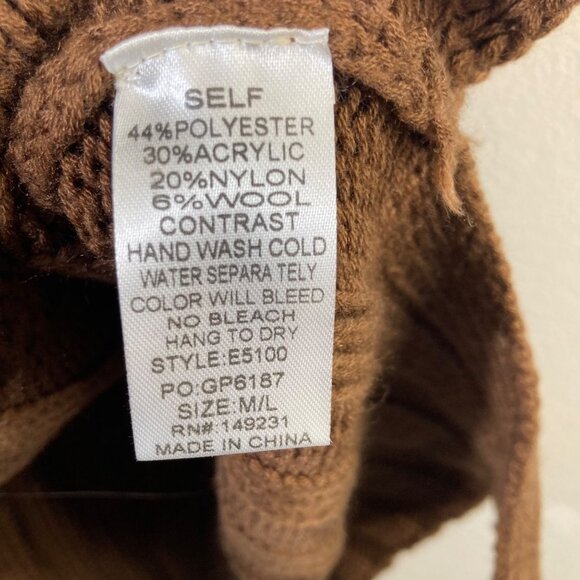 SELF
44%POLYESTER
30%ACRYLIC
20%NYLON
6%WOOL
CONTRAST
HAND WASH COLD
WATER SEPARA TELY
COLOR WILL BLEED
NO BLEACH
HANG TO DRY
STYLE:E5100
PO:GP6187
SIZE:M/L
RN# 149231
MADE IN CHINA